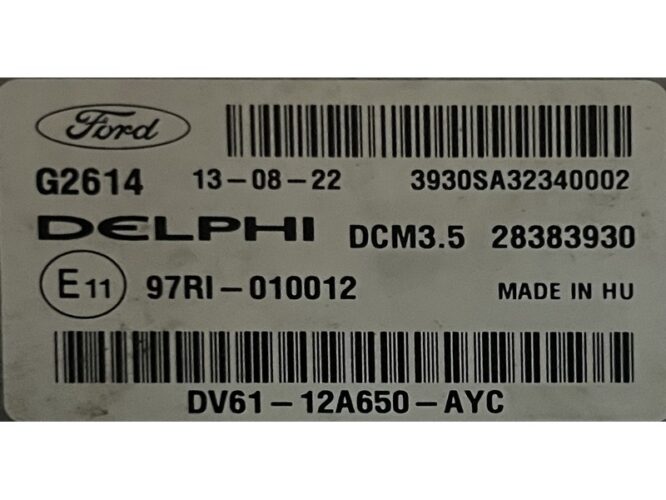 Ford
G2614 13-08-22 3930SA32340002
DELPHI DCM3.5 28383930
E11 97RI-010012 MADE IN HU
DV61-12A650-AYC